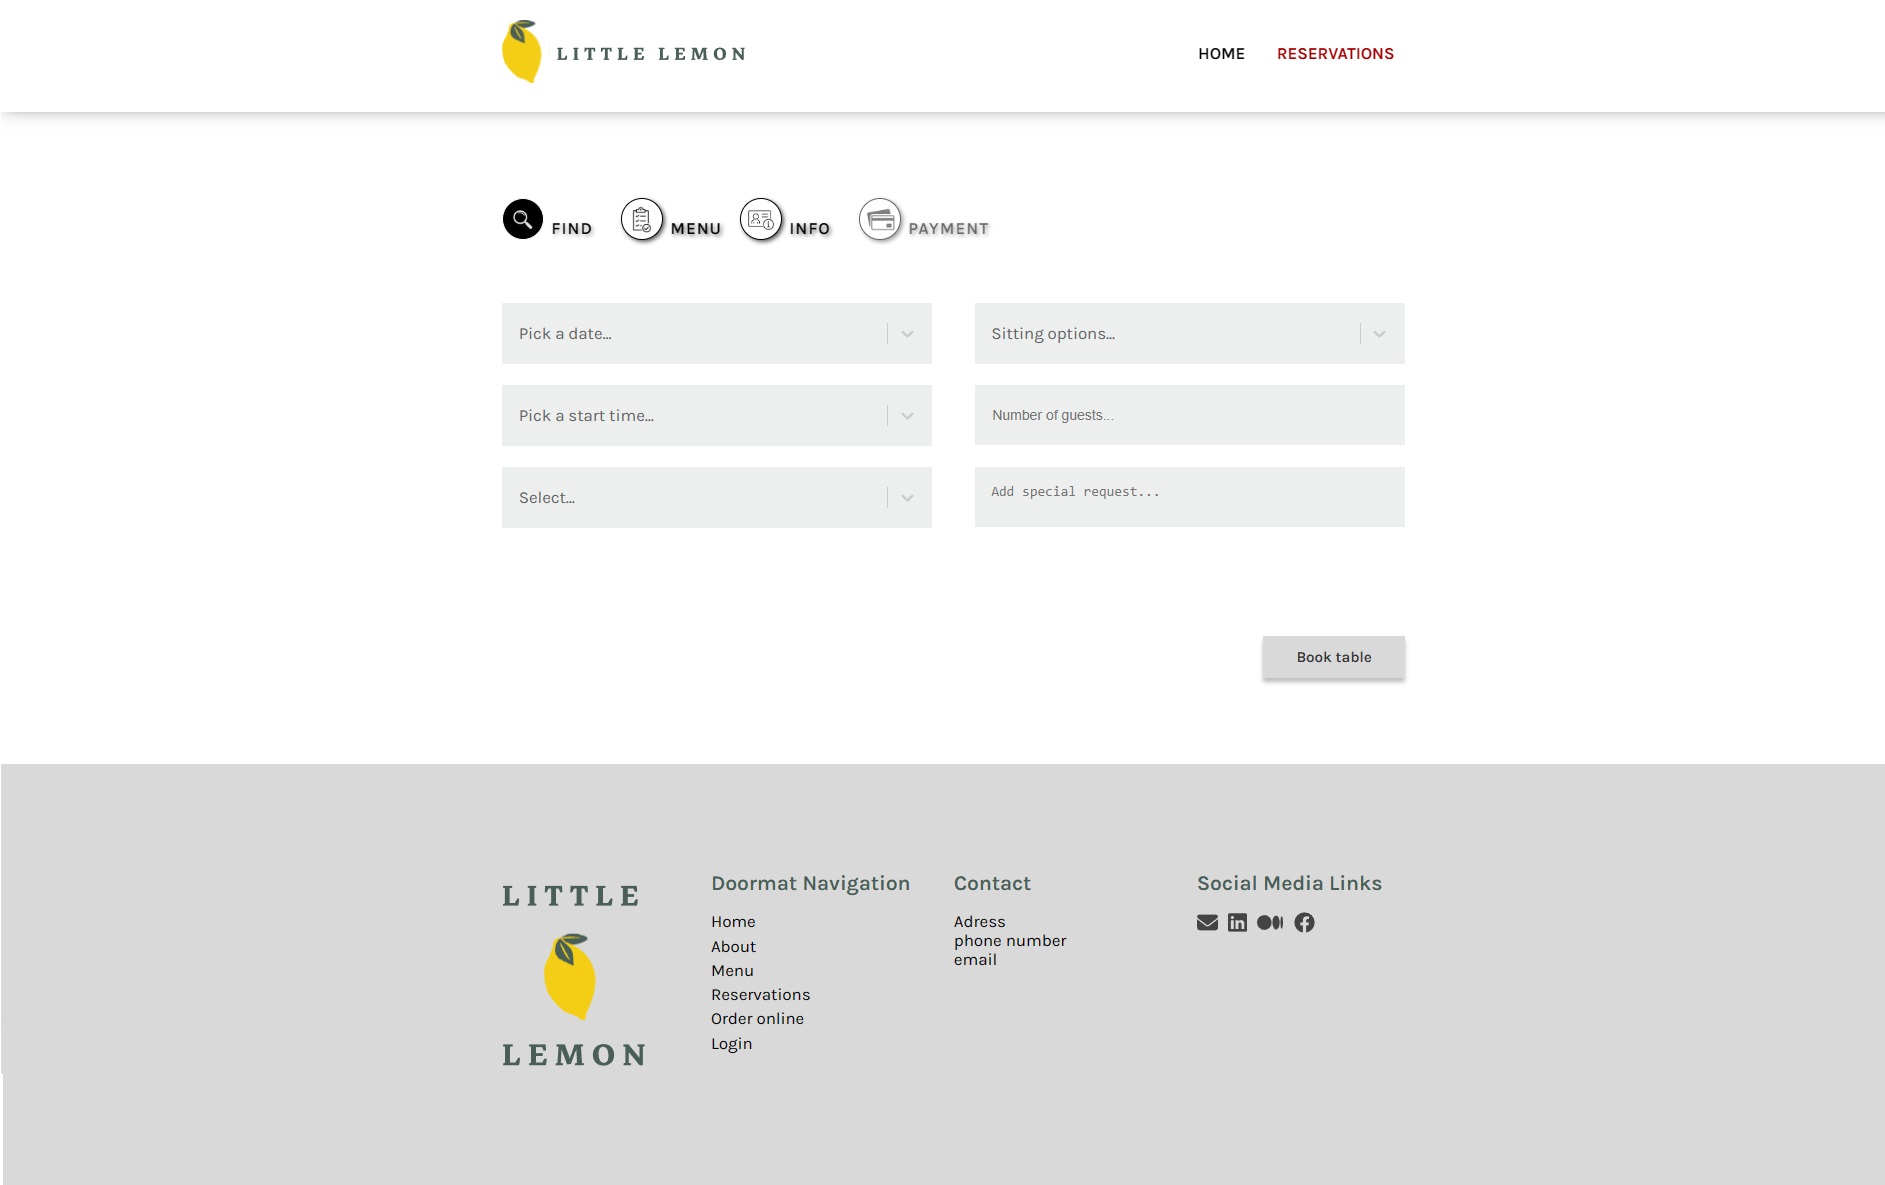 LITTLE LEMON
HOME RESERVATIONS
FIND MENU INFO PAYMENT
Pick a date...
Sitting options...
Pick a start time...
Number of guests...
Select...
Add special request...
Book table
LITTLE
LEMON
Doormat Navigation
Home
About
Menu
Reservations
Order online
Login
Contact
Adress
phone number
email
Social Media Links